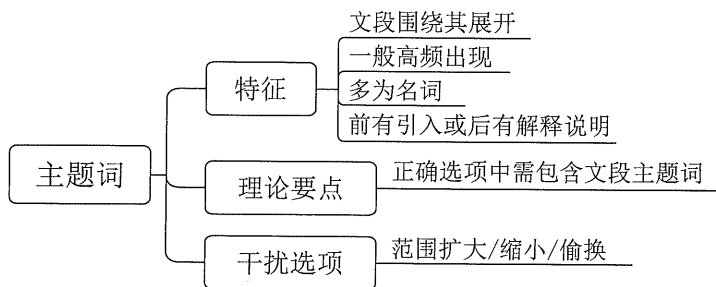 文段围绕其展开
一般高频出现
特征
多为名词
前有引入或后有解释说明
主题词
理论要点
正确选项中需包含文段主题词
干扰选项
范围扩大/缩小/偷换